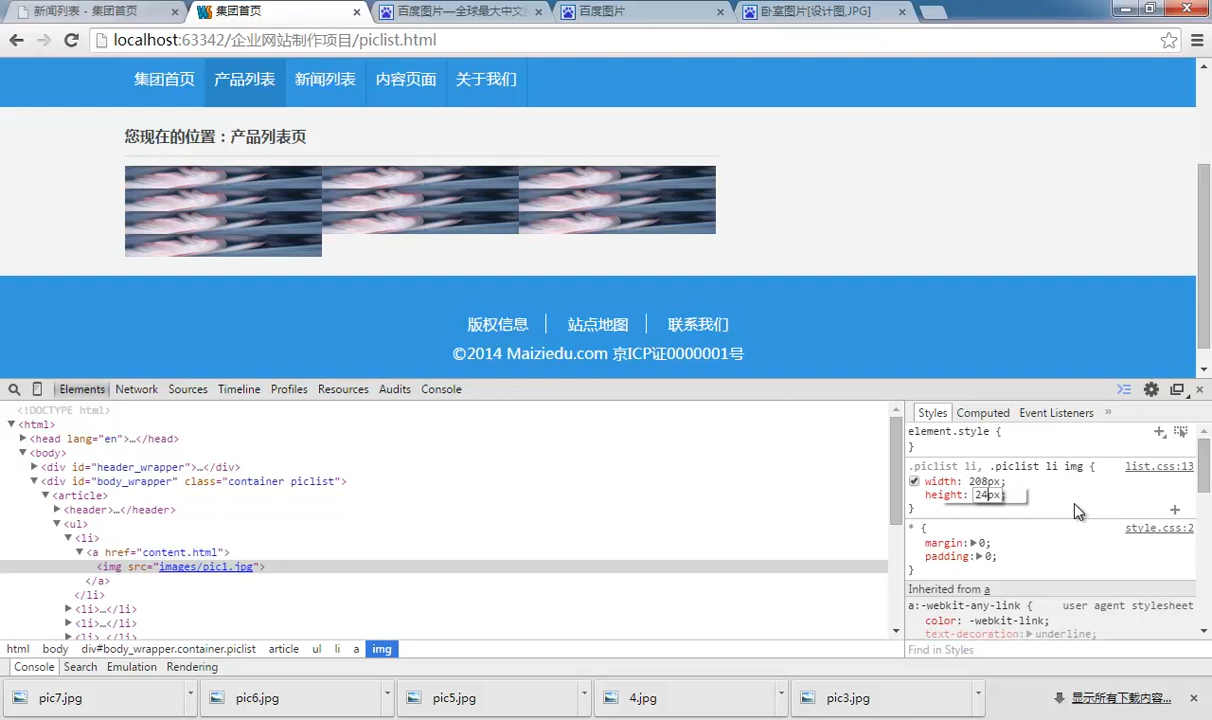 新闻列表 - 集团首页
集团首页
百度图片—全球最大中文
百度图片
卧室图片[设计图.JPG]
localhost:63342/企业网站制作项目/piclist.html
集团首页 产品列表 新闻列表 内容页面 关于我们
您现在的位置：产品列表页
版权信息 站点地图 联系我们
©2014 Maiziedu.com 京ICP证0000001号
Elements Network Sources Timeline Profiles Resources Audits Console
<!DOCTYPE html>
<html>
<head lang="en">…</head>
<body>
<div id="header_wrapper">…</div>
<div id="body_wrapper" class="container piclist">
<article>
<header>…</header>
<ul>
<li>
<a href="content.html">
<img src="images/pic1.jpg">
</a>
</li>
<li>…</li>
<li>…</li>
<li>…</li>
html body div#body_wrapper.container.piclist article ul li a img
Styles Computed Event Listeners »
element.style {
}
.piclist li, .piclist li img { list.css:13
width: 208px;
height: 24px;
}
* { style.css:2
margin: 0;
padding: 0;
}
Inherited from a
a:-webkit-any-link { user agent stylesheet
color: -webkit-link;
text-decoration: underline;
Find in Styles
Console Search Emulation Rendering
pic7.jpg pic6.jpg pic5.jpg 4.jpg pic3.jpg 显示所有下载内容...